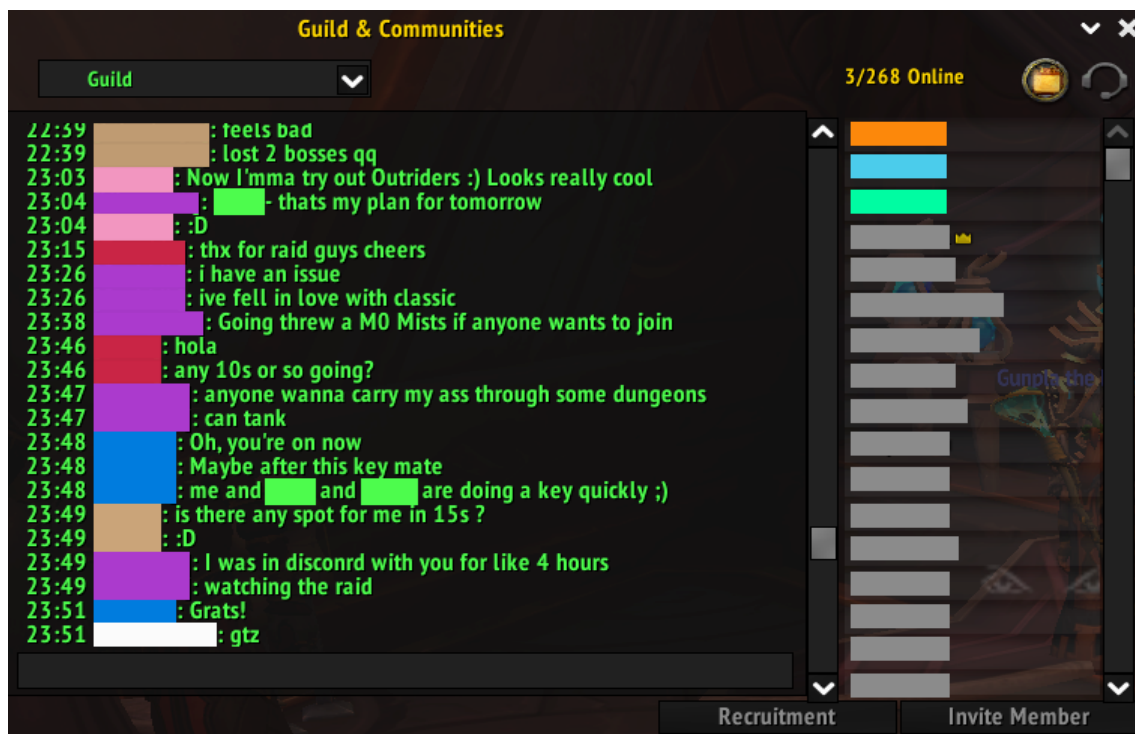 Guild & Communities
Guild
3/268 Online
22:39 : feels bad
22:39 : lost 2 bosses qq
23:03 : Now I'mma try out Outriders :) Looks really cool
23:04 : - thats my plan for tomorrow
23:04 : :D
23:15 : thx for raid guys cheers
23:26 : i have an issue
23:26 : ive fell in love with classic
23:38 : Going threw a M0 Mists if anyone wants to join
23:46 : hola
23:46 : any 10s or so going?
23:47 : anyone wanna carry my ass through some dungeons
23:47 : can tank
23:48 : Oh, you're on now
23:48 : Maybe after this key mate
23:48 : me and and are doing a key quickly ;)
23:49 : is there any spot for me in 15s ?
23:49 : :D
23:49 : I was in disconrd with you for like 4 hours
23:49 : watching the raid
23:51 : Grats!
23:51 : gtz
Recruitment
Invite Member